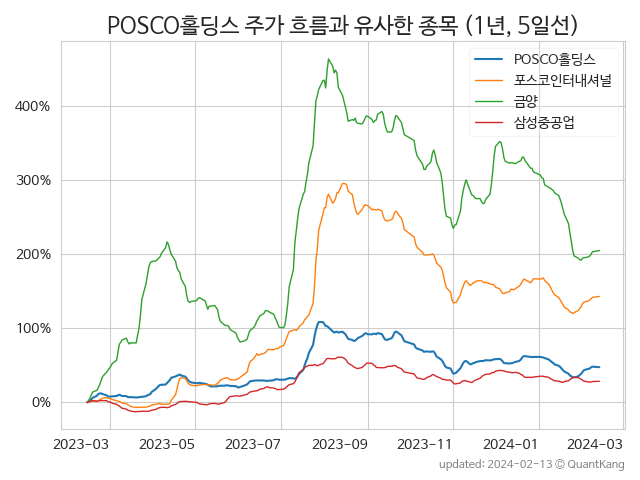 POSCO홀딩스 주가 흐름과 유사한 종목 (1년, 5일선)
POSCO홀딩스
포스코인터내셔널
금양
삼성중공업
400%
300%
200%
100%
0%
2023-03 2023-05 2023-07 2023-09 2023-11 2024-01 2024-03
updated: 2024-02-13 © QuantKang